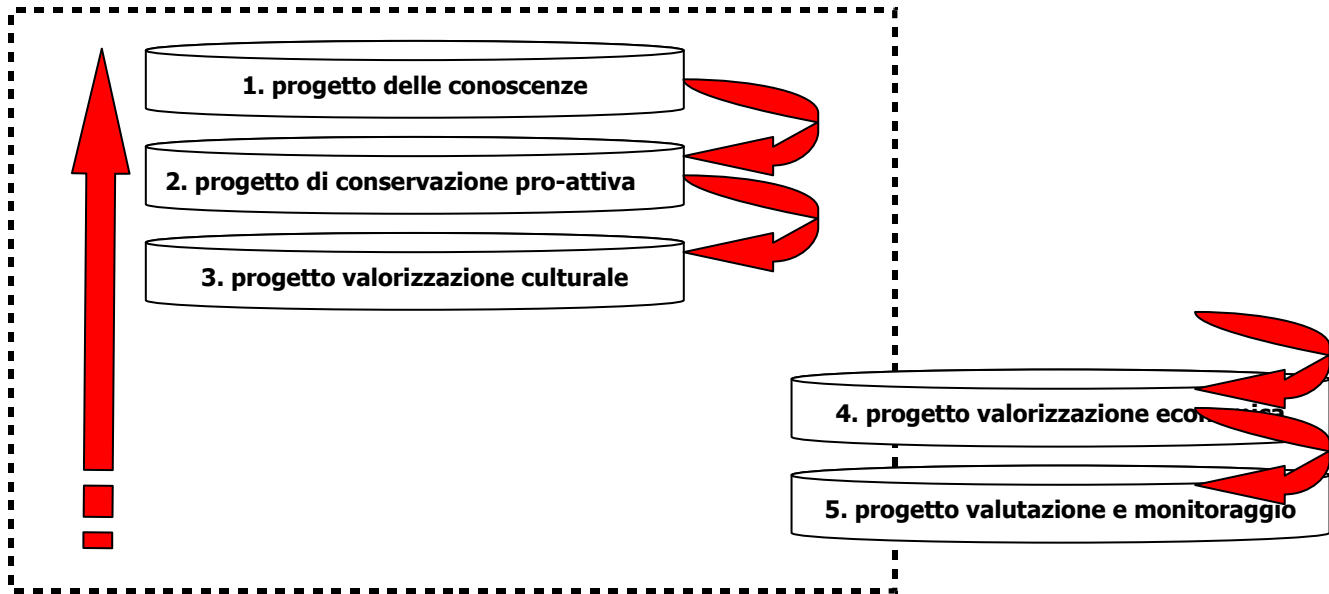 1. progetto delle conoscenze
2. progetto di conservazione pro-attiva
3. progetto valorizzazione culturale
4. progetto valorizzazione economica
5. progetto valutazione e monitoraggio